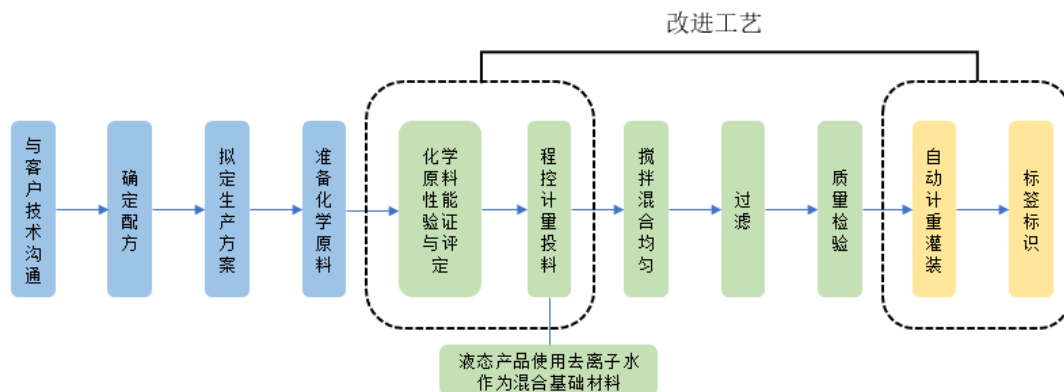 改进工艺
与客户技术沟通
确定配方
拟定生产方案
准备化学原料
化学原料性能验证与评定
程控计量投料
搅拌混合均匀
过滤
质量检验
自动计重灌装
标签标识
液态产品使用去离子水
作为混合基础材料